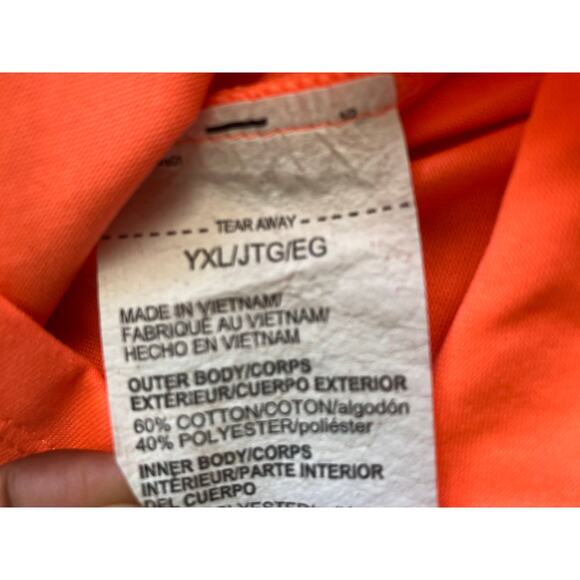 TEAR AWAY
YXL/JTG/EG
MADE IN VIETNAM/
FABRIQUÉ AU VIETNAM/
HECHO EN VIETNAM
OUTER BODY/CORPS
EXTÉRIEUR/CUERPO EXTERIOR
60% COTTON/COTON/algodón
40% POLYESTER/poliéster
INNER BODY/CORPS
INTÉRIEUR/PARTE INTERIOR
DEL CUERPO